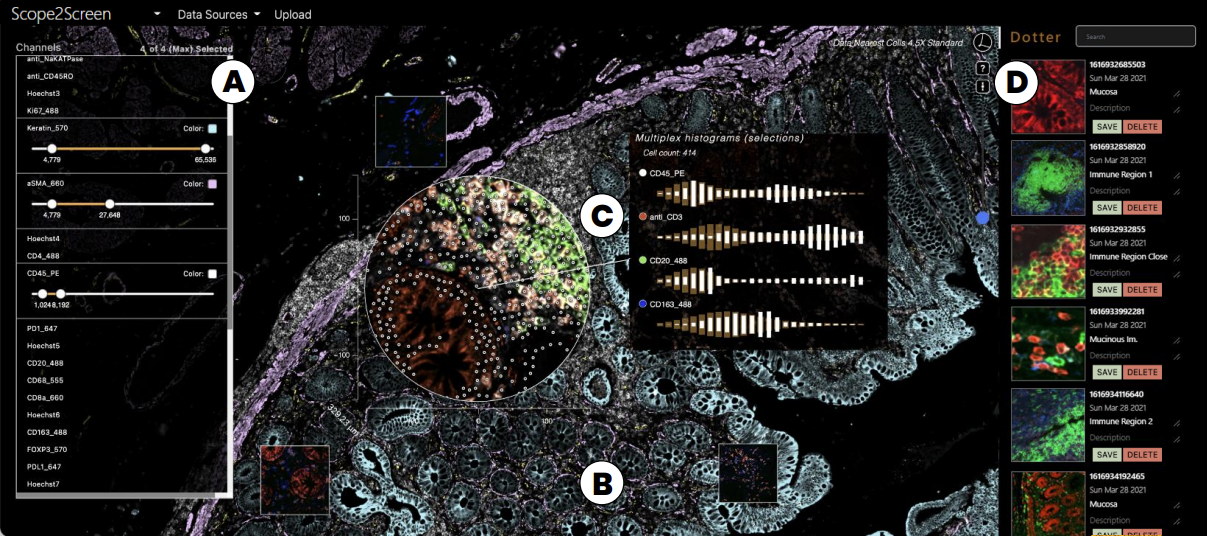 Scope2Screen
Data Sources
Upload
Channels
4 of 4 (Max) Selected
anti_NaKATPase
anti_CD45RO
Hoechst3
Ki67_488
Keratin_570
Color:
4,779
65,536
aSMA_660
Color:
4,779
27,648
Hoechst4
CD4_488
CD45_PE
Color:
1,024
8,192
PD1_647
Hoechst5
CD20_488
CD68_555
CD8a_660
Hoechst6
CD163_488
FOXP3_570
PDL1_647
Hoechst7
A
Data Nearest Cells 4.5X Standard
?
Multiplex histograms (selections)
Cell count: 414
CD45_PE
anti_CD3
CD20_488
CD163_488
C
100
-100
0
100
329.23 μm
B
D
Dotter
Search
1616932685503
Sun Mar 28 2021
Mucosa
Description
SAVE
DELETE
1616932858920
Sun Mar 28 2021
Immune Region 1
Description
SAVE
DELETE
1616932932855
Sun Mar 28 2021
Immune Region Close
Description
SAVE
DELETE
1616933992281
Sun Mar 28 2021
Mucinous Im.
Description
SAVE
DELETE
1616934116640
Sun Mar 28 2021
Immune Region 2
Description
SAVE
DELETE
1616934192465
Sun Mar 28 2021
Mucosa
Description
SAVE
DELETE